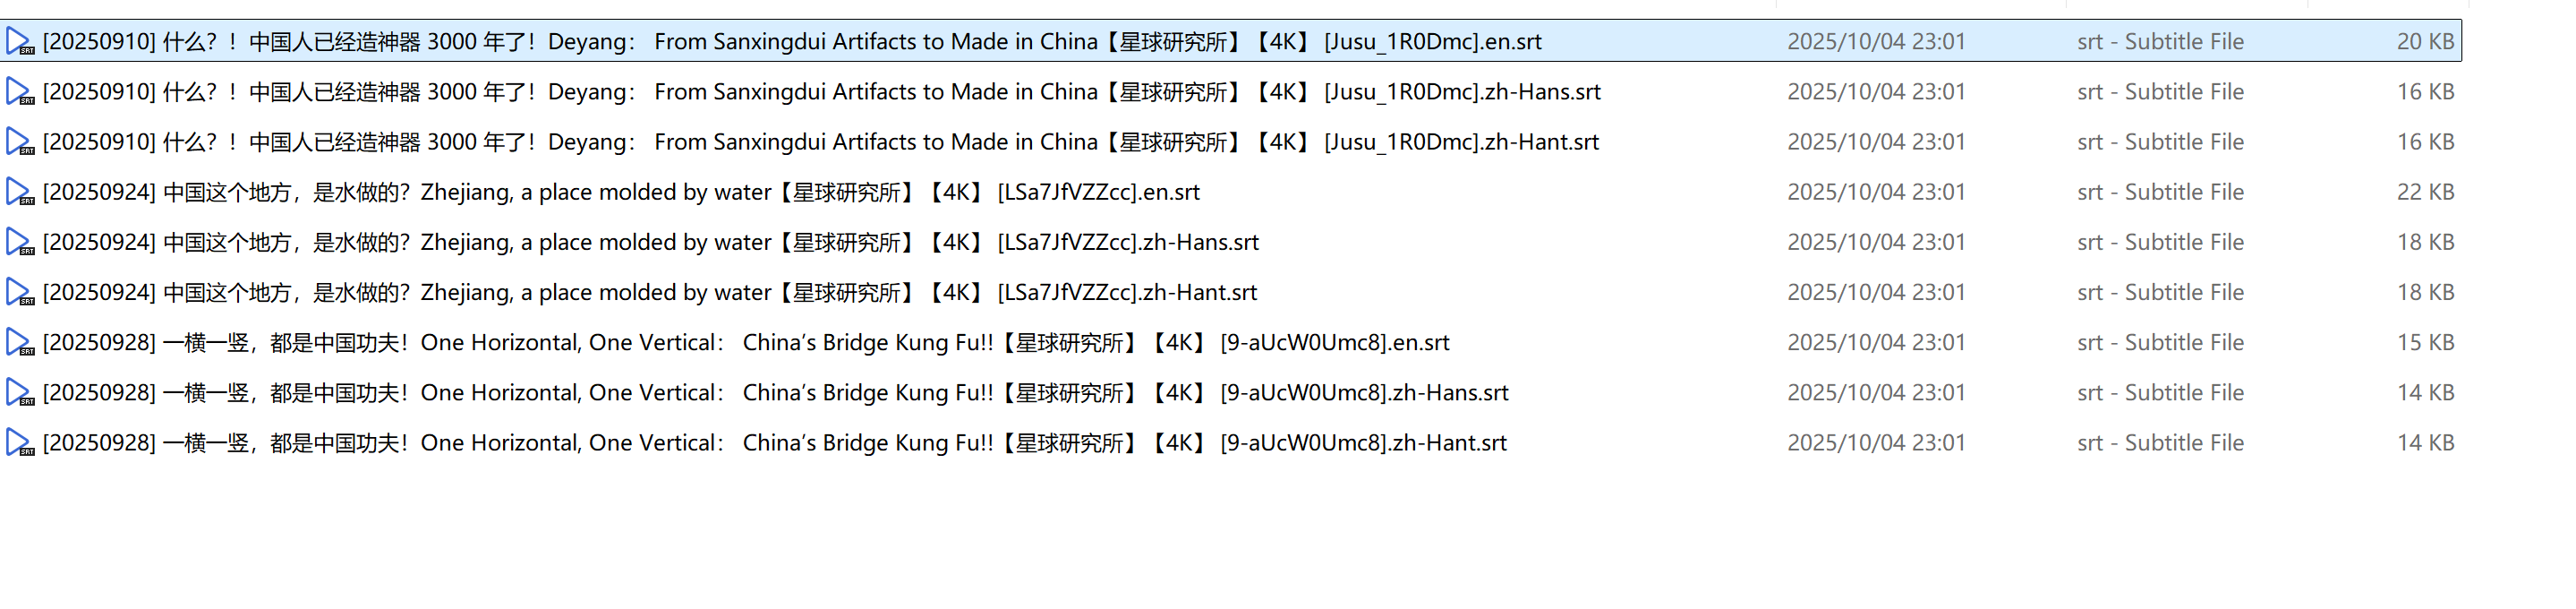 [20250910] 什么？！中国人已经造神器 3000 年了！Deyang： From Sanxingdui Artifacts to Made in China【星球研究所】【4K】 [Jusu_1R0Dmc].en.srt 2025/10/04 23:01 srt - Subtitle File 20 KB
[20250910] 什么？！中国人已经造神器 3000 年了！Deyang： From Sanxingdui Artifacts to Made in China【星球研究所】【4K】 [Jusu_1R0Dmc].zh-Hans.srt 2025/10/04 23:01 srt - Subtitle File 16 KB
[20250910] 什么？！中国人已经造神器 3000 年了！Deyang： From Sanxingdui Artifacts to Made in China【星球研究所】【4K】 [Jusu_1R0Dmc].zh-Hant.srt 2025/10/04 23:01 srt - Subtitle File 16 KB
[20250924] 中国这个地方，是水做的？Zhejiang, a place molded by water【星球研究所】【4K】 [LSa7JfVZZcc].en.srt 2025/10/04 23:01 srt - Subtitle File 22 KB
[20250924] 中国这个地方，是水做的？Zhejiang, a place molded by water【星球研究所】【4K】 [LSa7JfVZZcc].zh-Hans.srt 2025/10/04 23:01 srt - Subtitle File 18 KB
[20250924] 中国这个地方，是水做的？Zhejiang, a place molded by water【星球研究所】【4K】 [LSa7JfVZZcc].zh-Hant.srt 2025/10/04 23:01 srt - Subtitle File 18 KB
[20250928] 一横一竖，都是中国功夫！One Horizontal, One Vertical： China’s Bridge Kung Fu!!【星球研究所】【4K】 [9-aUcW0Umc8].en.srt 2025/10/04 23:01 srt - Subtitle File 15 KB
[20250928] 一横一竖，都是中国功夫！One Horizontal, One Vertical： China’s Bridge Kung Fu!!【星球研究所】【4K】 [9-aUcW0Umc8].zh-Hans.srt 2025/10/04 23:01 srt - Subtitle File 14 KB
[20250928] 一横一竖，都是中国功夫！One Horizontal, One Vertical： China’s Bridge Kung Fu!!【星球研究所】【4K】 [9-aUcW0Umc8].zh-Hant.srt 2025/10/04 23:01 srt - Subtitle File 14 KB